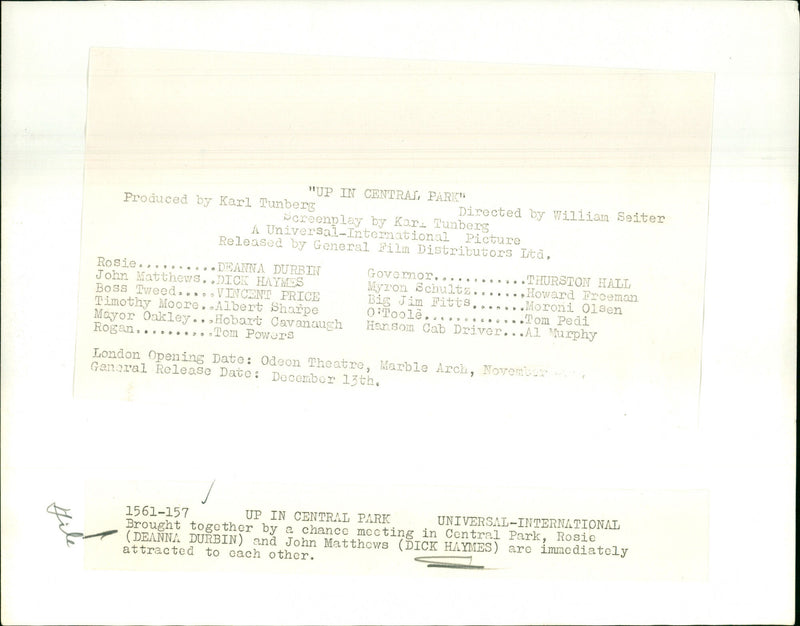 "UP IN CENTRAL PARK"
Produced by Karl Tunberg Directed by William Seiter
Screenplay by Karl Tunberg
A Universal-International Picture
Released by General Film Distributors Ltd.
Rosie..........DEANNA DURBIN
John Matthews..DICK HAYMES
Boss Tweed.....VINCENT PRICE
Timothy Moore..Albert Sharpe
Mayor Oakley...Hobart Cavanaugh
Rogan..........Tom Powers
Governor............THURSTON HALL
Myron Schultz.......Howard Freeman
Big Jim Fitts.......Moroni Olsen
O'Toole.............Tom Pedi
Hansom Cab Driver...Al Murphy
London Opening Date: Odeon Theatre, Marble Arch, November
General Release Date: December 13th.
1561-157 UP IN CENTRAL PARK UNIVERSAL-INTERNATIONAL
Brought together by a chance meeting in Central Park, Rosie
(DEANNA DURBIN) and John Matthews (DICK HAYMES) are immediately
attracted to each other.